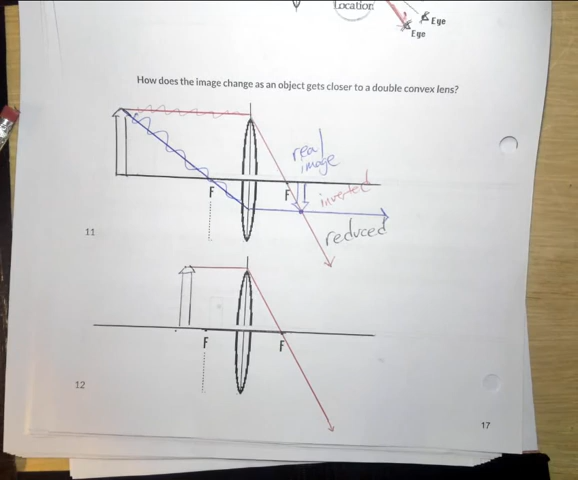 Location
Eye
Eye
How does the image change as an object gets closer to a double convex lens?
real
image
F
F
inverted
reduced
11
F
F
12
17